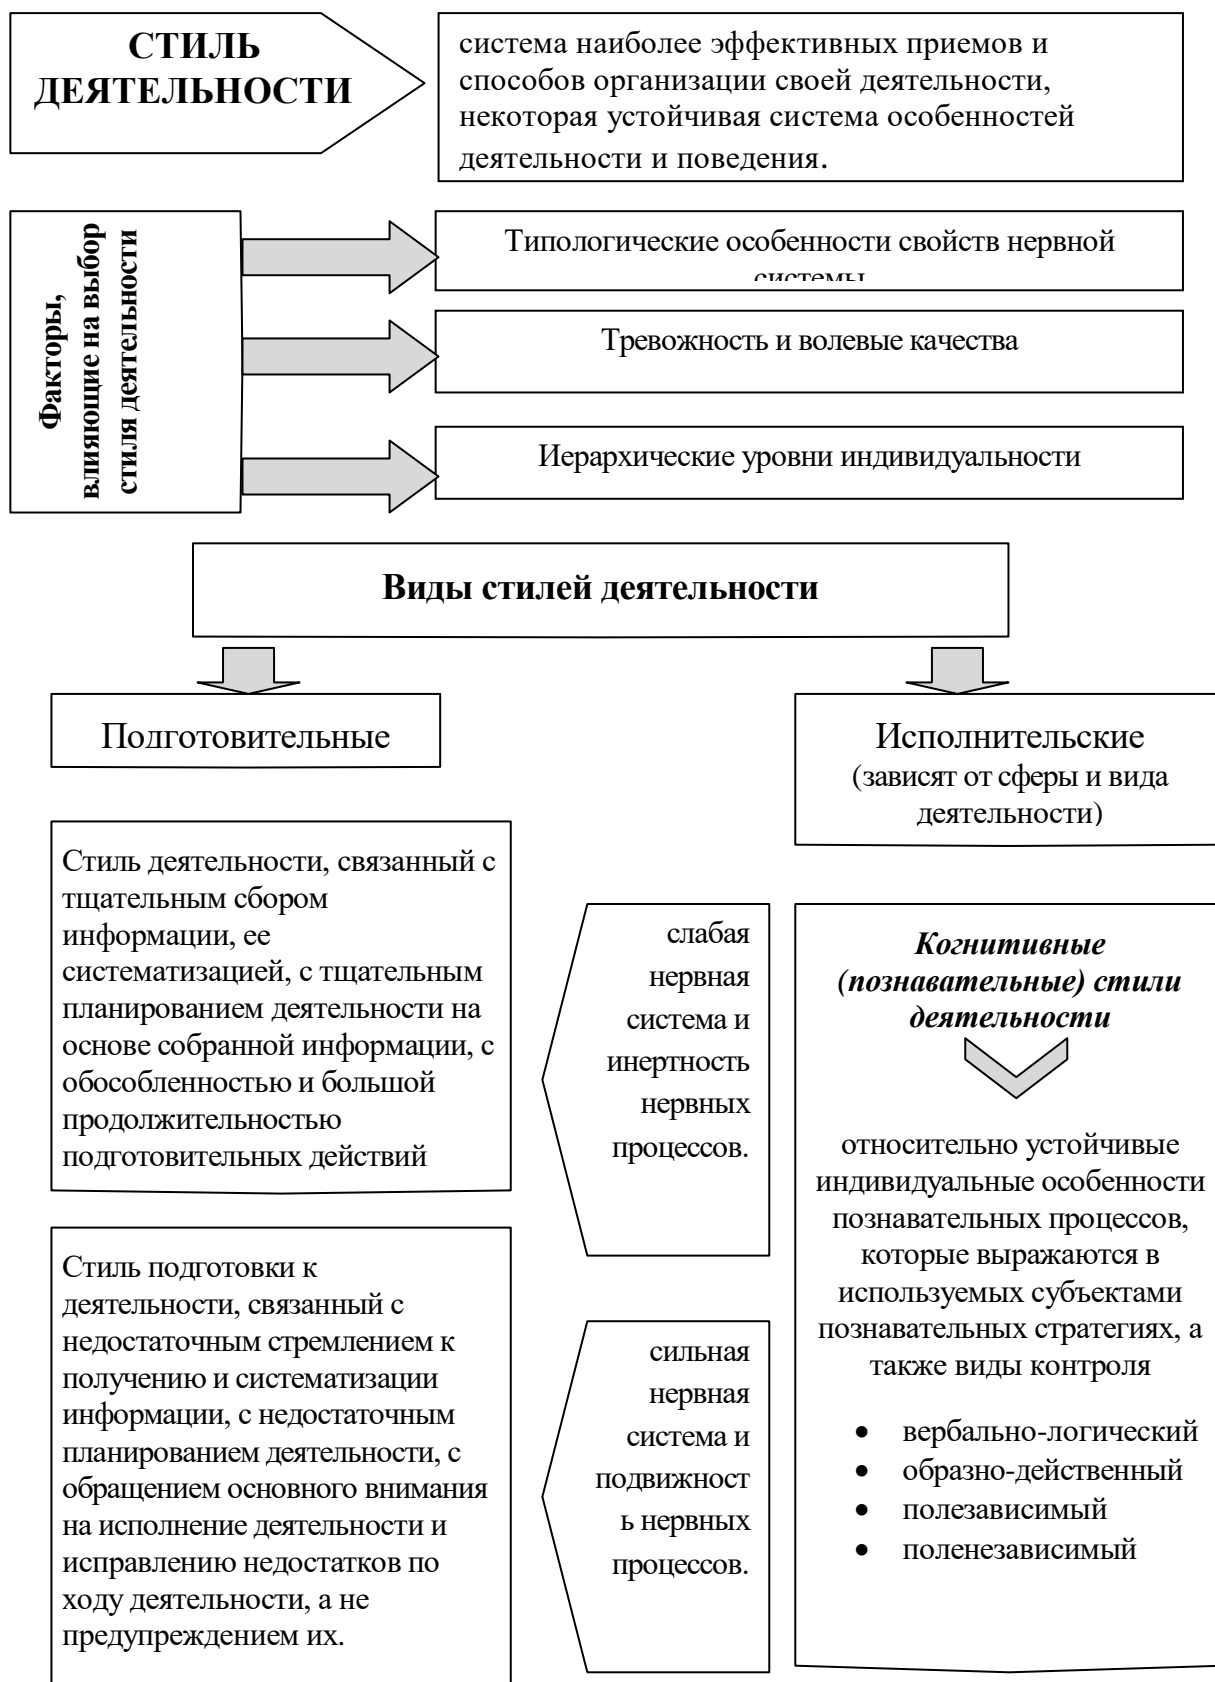 СТИЛЬ
ДЕЯТЕЛЬНОСТИ
система наиболее эффективных приемов и
способов организации своей деятельности,
некоторая устойчивая система особенностей
деятельности и поведения.
Факторы,
влияющие на выбор
стиля деятельности
Типологические особенности свойств нервной
системы
Тревожность и волевые качества
Иерархические уровни индивидуальности
Виды стилей деятельности
Подготовительные
Исполнительские
(зависят от сферы и вида
деятельности)
Стиль деятельности, связанный с
тщательным сбором
информации, ее
систематизацией, с тщательным
планированием деятельности на
основе собранной информации, с
обособленностью и большой
продолжительностью
подготовительных действий
слабая
нервная
система и
инертность
нервных
процессов.
Стиль подготовки к
деятельности, связанный с
недостаточным стремлением к
получению и систематизации
информации, с недостаточным
планированием деятельности, с
обращением основного внимания
на исполнение деятельности и
исправлению недостатков по
ходу деятельности, а не
предупреждением их.
сильная
нервная
система и
подвижност
ь нервных
процессов.
Когнитивные
(познавательные) стили
деятельности
относительно устойчивые
индивидуальные особенности
познавательных процессов,
которые выражаются в
используемых субъектами
познавательных стратегиях, а
также виды контроля
• вербально-логический
• образно-действенный
• полезависимый
• поленезависимый